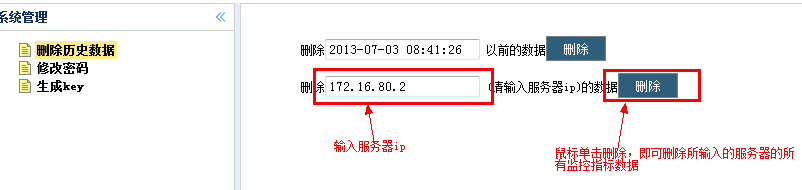 系统管理
删除历史数据
修改密码
生成key
删除 2013-07-03 08:41:26 以前的数据 删除
删除 172.16.80.2 (请输入服务器ip)的数据 删除
输入服务器ip
鼠标单击删除，即可删除所输入的服务器的所
有监控指标数据